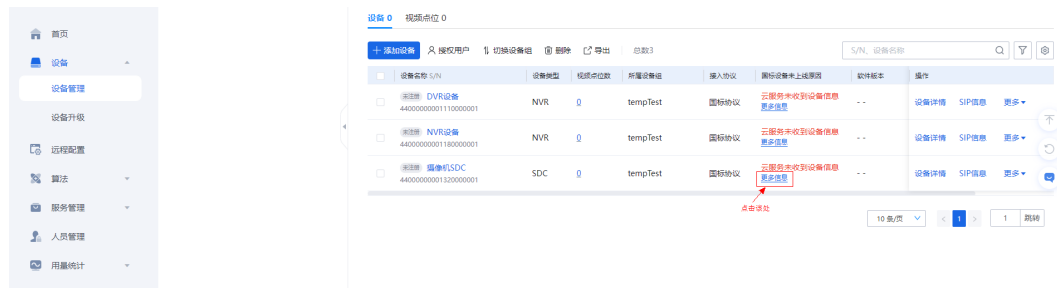 首页
设备
设备管理
设备升级
远程配置
算法
服务管理
人员管理
用量统计
设备 0 视频点位 0
添加设备 授权用户 切换设备组 删除 导出 总数3 S/N、设备名称
设备名称 S/N 设备类型 视频点位数 所属设备组 接入协议 国标设备未上线原因 软件版本 操作
未注册 DVR设备
44000000001110000001
NVR 0 tempTest 国标协议 云服务未收到设备信息
更多信息
- - 设备详情 SIP信息 更多
未注册 NVR设备
44000000001180000001
NVR 0 tempTest 国标协议 云服务未收到设备信息
更多信息
- - 设备详情 SIP信息 更多
未注册 摄像机SDC
44000000001320000001
SDC 0 tempTest 国标协议 云服务未收到设备信息
更多信息
- - 设备详情 SIP信息 更多
点击该处
10 条/页 < 1 > 1 跳转